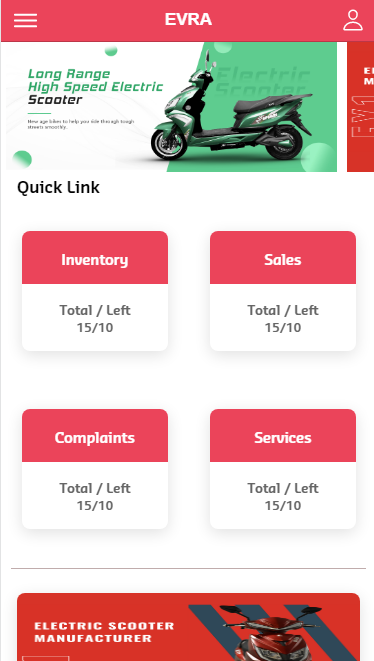 EVRA
Long Range
High Speed Electric
Scooter
New age bikes to help you ride through tough
streets smoothly.
Electric
Scooter
Quick Link
Inventory
Sales
Total / Left
15/10
Total / Left
15/10
Complaints
Services
Total / Left
15/10
Total / Left
15/10
ELECTRIC SCOOTER
MANUFACTURER